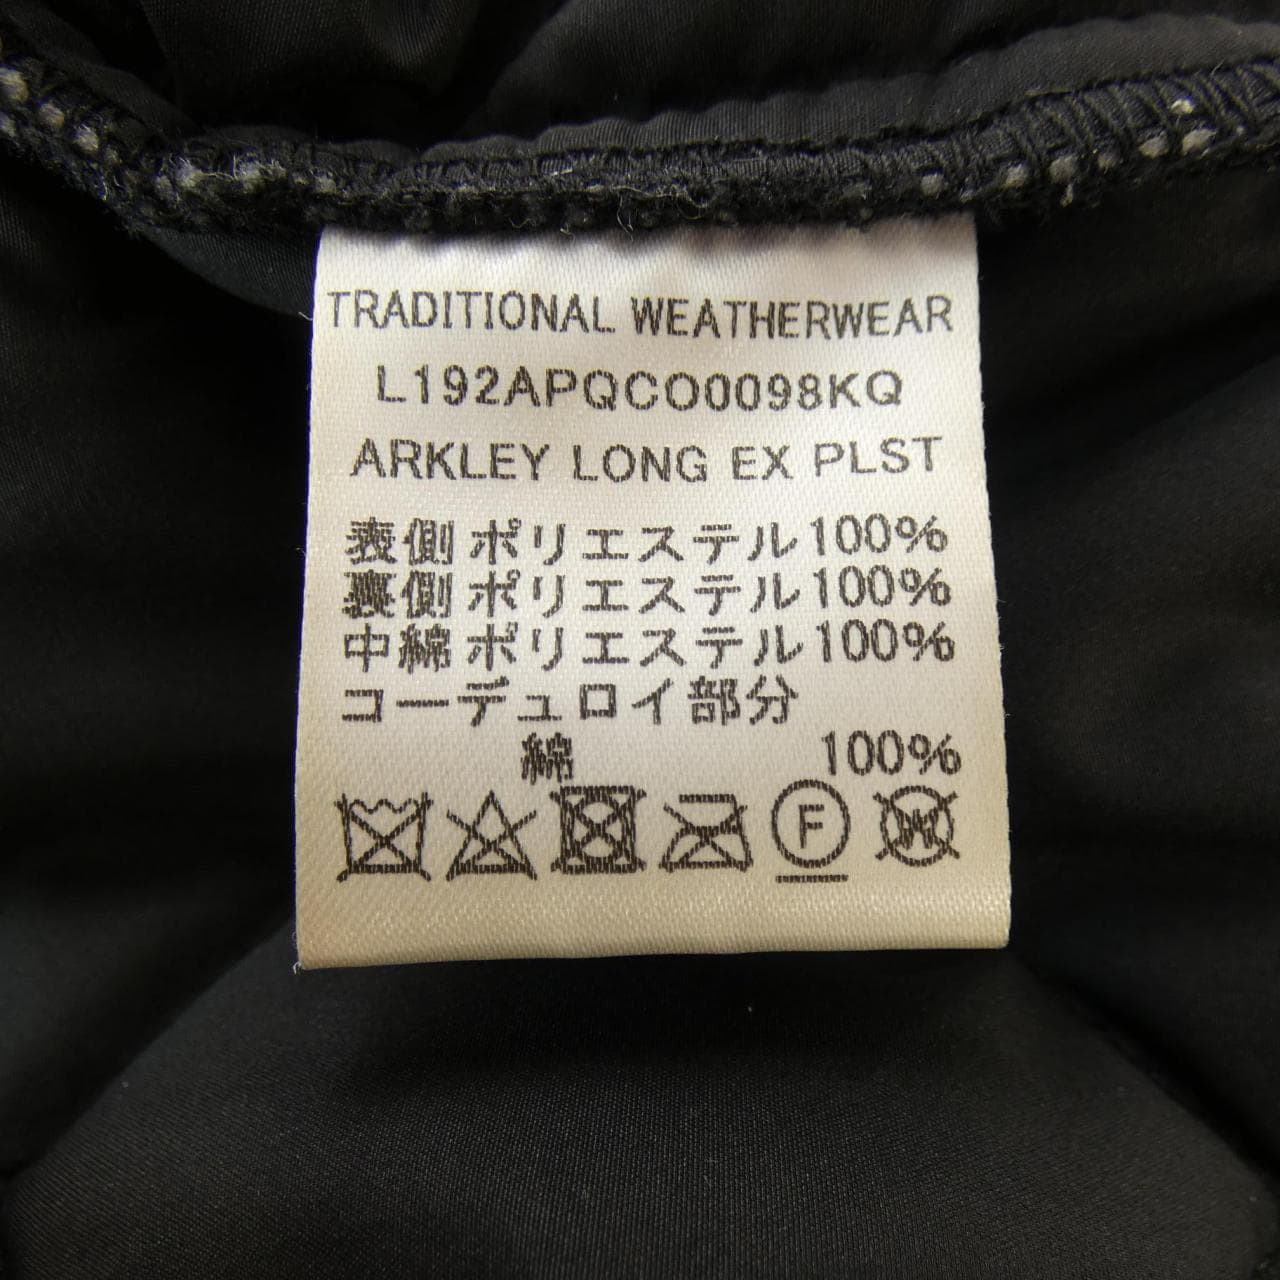 TRADITIONAL WEATHERWEAR
L192APQCO0098KQ
ARKLEY LONG EX PLST
表側 ポリエステル100%
裏側 ポリエステル100%
中綿 ポリエステル100%
コーデュロイ部分
綿 100%
F W